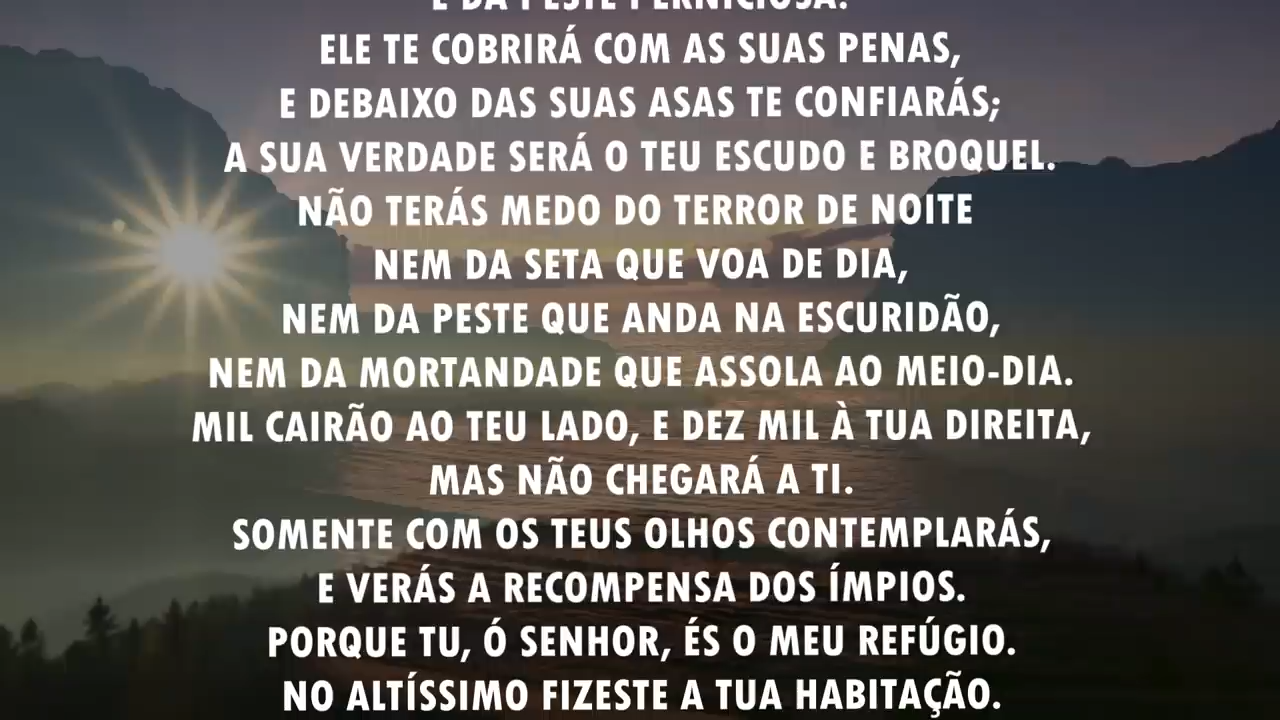 E DA PESTE PERNICIOSA.
ELE TE COBRIRÁ COM AS SUAS PENAS,
E DEBAIXO DAS SUAS ASAS TE CONFIARÁS;
A SUA VERDADE SERÁ O TEU ESCUDO E BROQUEL.
NÃO TERÁS MEDO DO TERROR DE NOITE
NEM DA SETA QUE VOA DE DIA,
NEM DA PESTE QUE ANDA NA ESCURIDÃO,
NEM DA MORTANDADE QUE ASSOLA AO MEIO-DIA.
MIL CAIRÃO AO TEU LADO, E DEZ MIL À TUA DIREITA,
MAS NÃO CHEGARÁ A TI.
SOMENTE COM OS TEUS OLHOS CONTEMPLARÁS,
E VERÁS A RECOMPENSA DOS ÍMPIOS.
PORQUE TU, Ó SENHOR, ÉS O MEU REFÚGIO.
NO ALTÍSSIMO FIZESTE A TUA HABITAÇÃO.